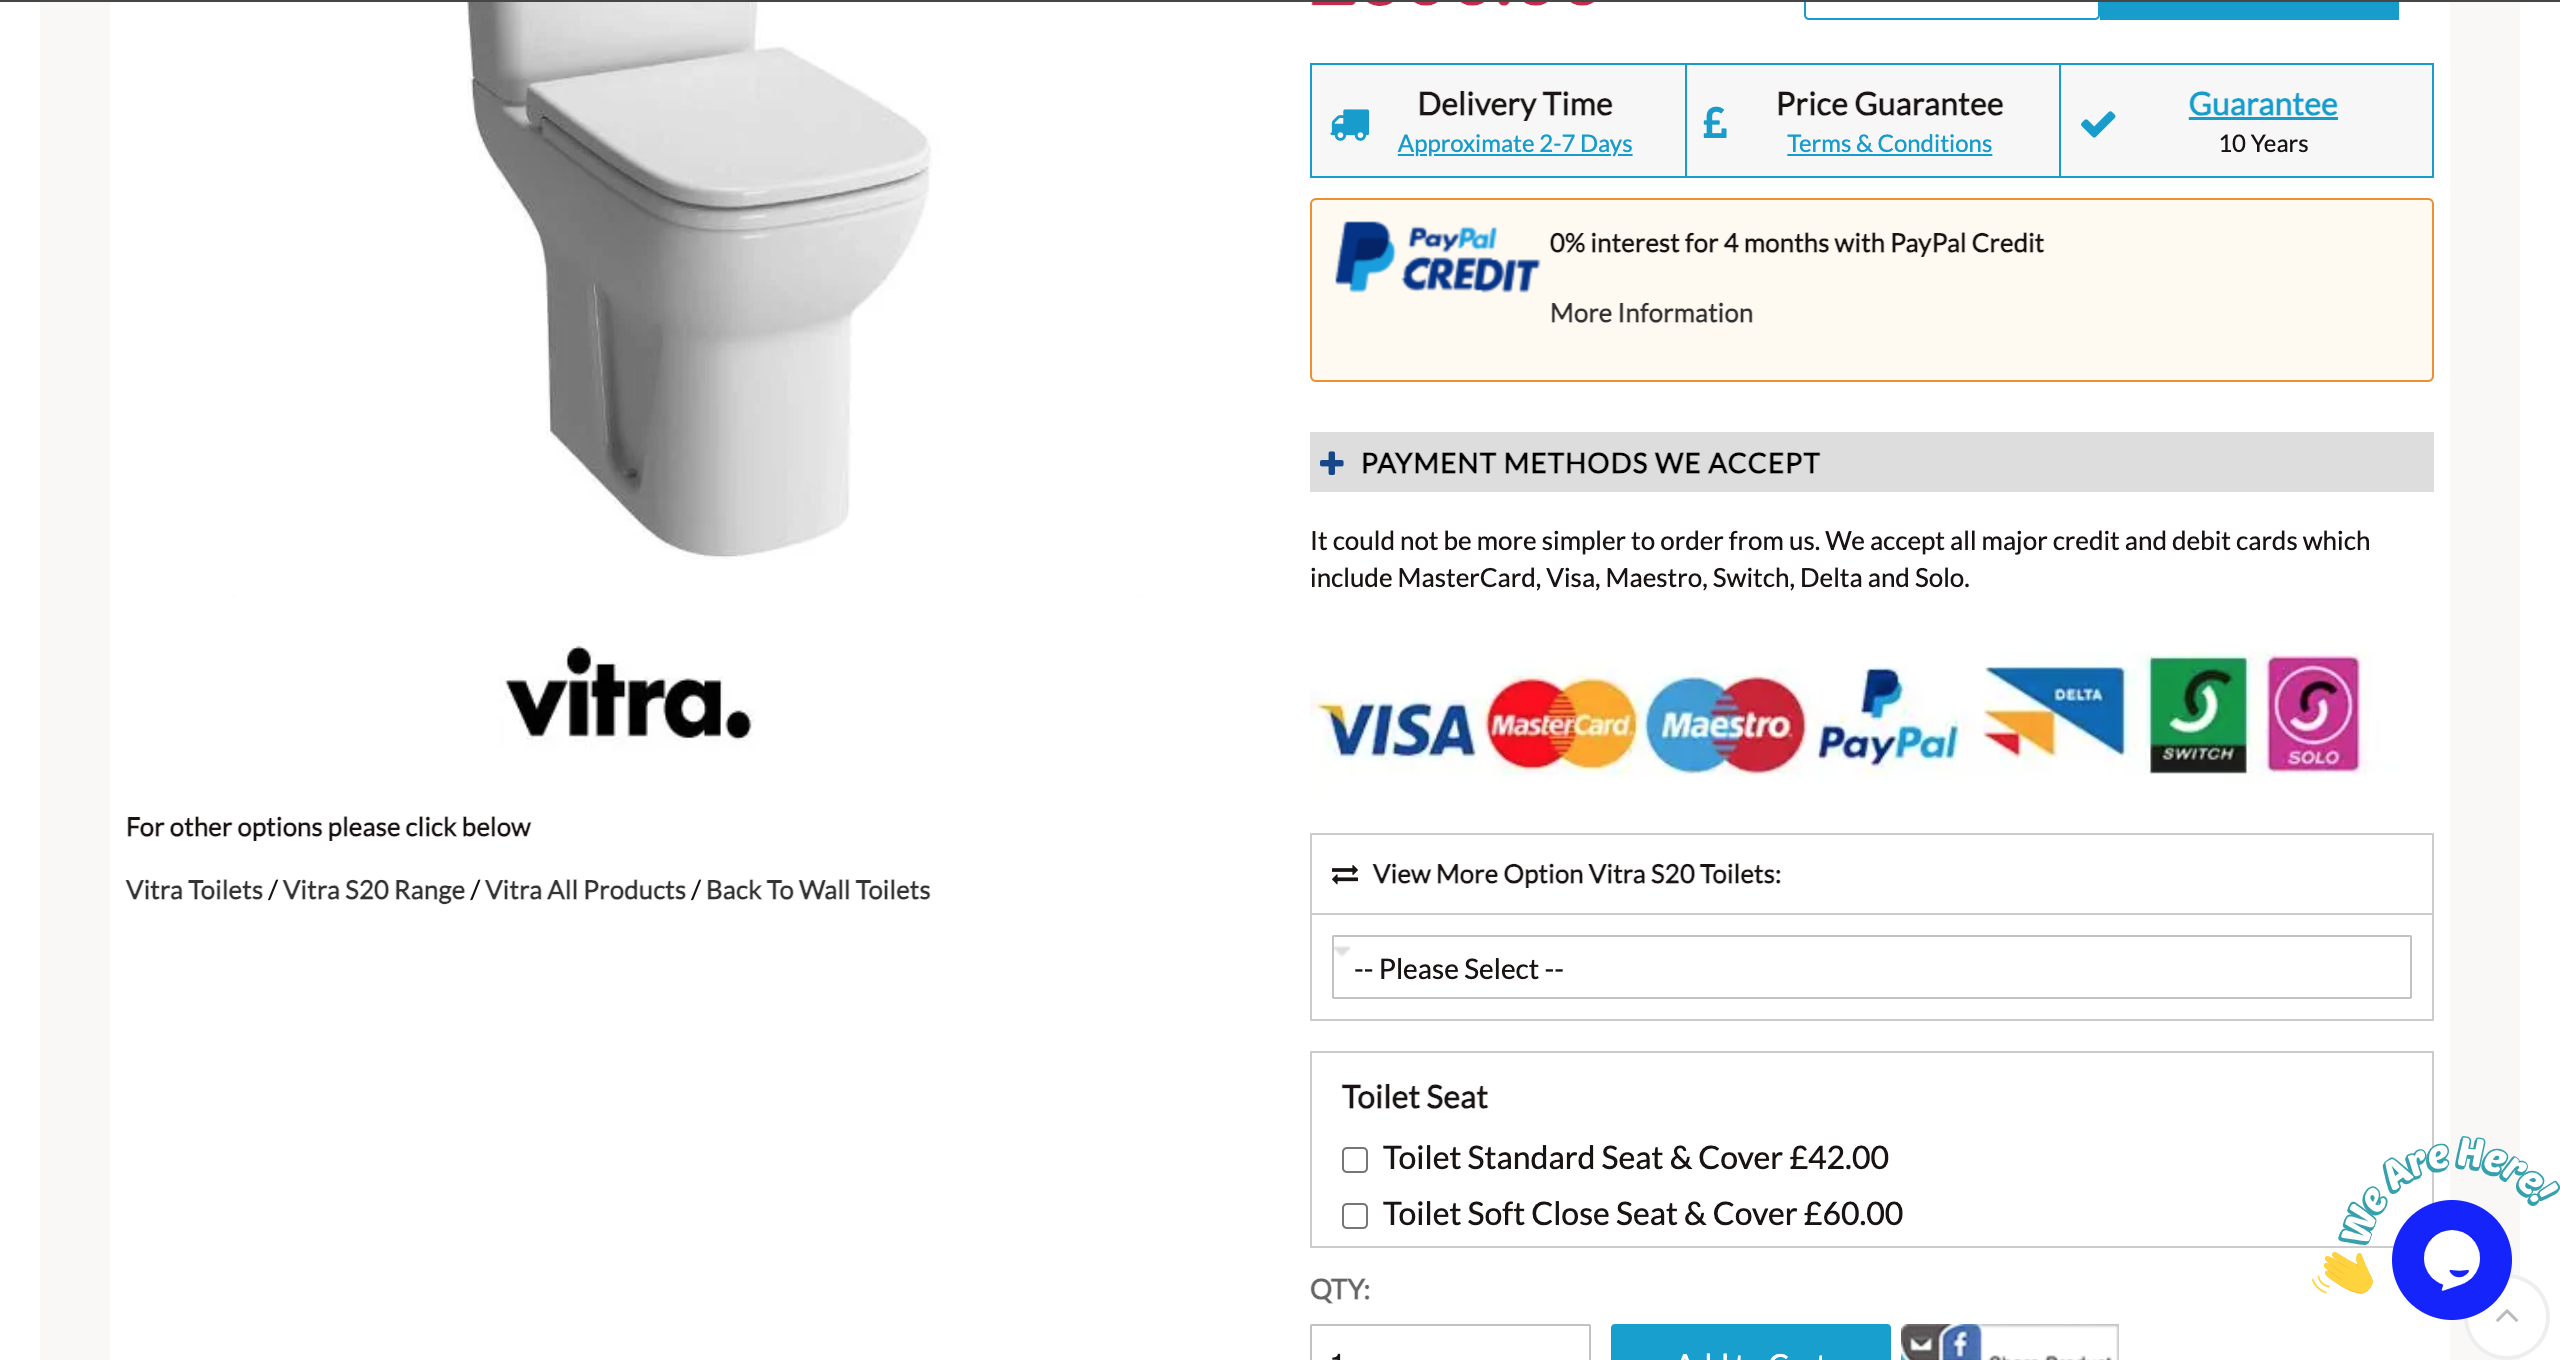 Delivery Time
Approximate 2-7 Days
£
Price Guarantee
Terms & Conditions
Guarantee
10 Years
PayPal
CREDIT
0% interest for 4 months with PayPal Credit
More Information
PAYMENT METHODS WE ACCEPT
It could not be more simpler to order from us. We accept all major credit and debit cards which
include MasterCard, Visa, Maestro, Switch, Delta and Solo.
VISA MasterCard Maestro PayPal DELTA SWITCH SOLO
vitra.
For other options please click below
Vitra Toilets / Vitra S20 Range / Vitra All Products / Back To Wall Toilets
View More Option Vitra S20 Toilets:
-- Please Select --
Toilet Seat
Toilet Standard Seat & Cover £42.00
Toilet Soft Close Seat & Cover £60.00
We Are Here!
QTY: